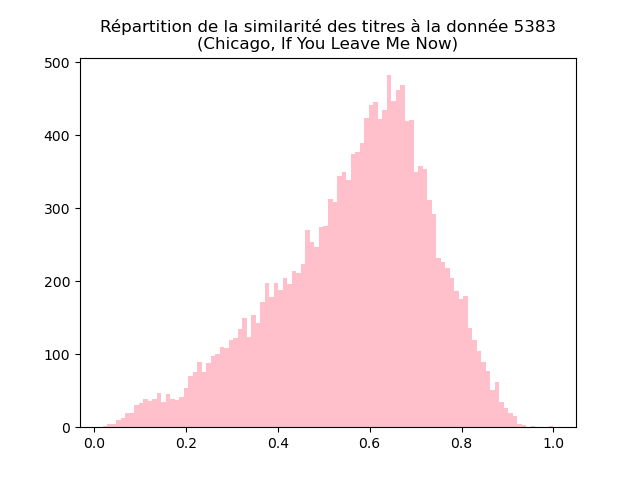 Répartition de la similarité des titres à la donnée 5383
(Chicago, If You Leave Me Now)
500
400
300
200
100
0
0.0 0.2 0.4 0.6 0.8 1.0